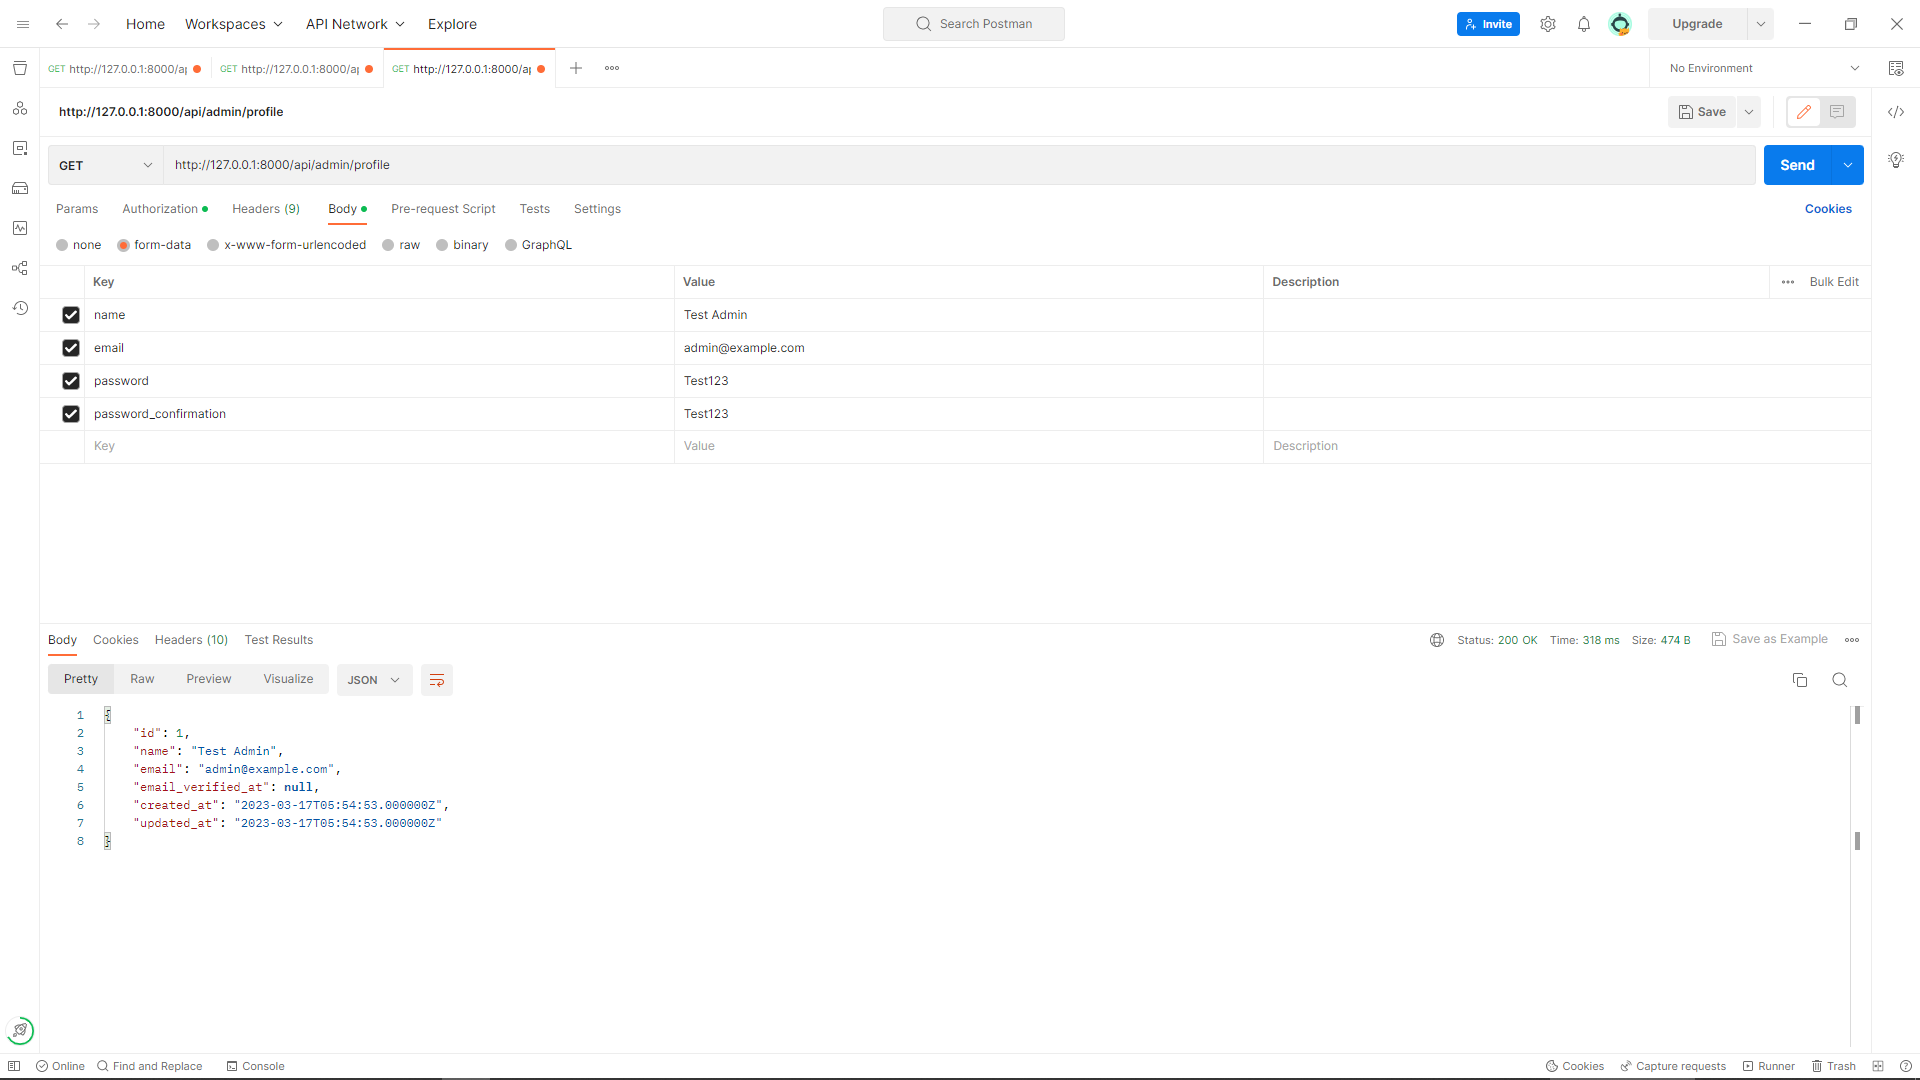 Home Workspaces API Network Explore Search Postman Invite Upgrade
GET http://127.0.0.1:8000/a GET http://127.0.0.1:8000/a GET http://127.0.0.1:8000/a No Environment
http://127.0.0.1:8000/api/admin/profile Save
GET http://127.0.0.1:8000/api/admin/profile Send
Params Authorization Headers (9) Body Pre-request Script Tests Settings Cookies
none form-data x-www-form-urlencoded raw binary GraphQL
Key Value Description Bulk Edit
name Test Admin
email admin@example.com
password Test123
password_confirmation Test123
Key Value Description
Body Cookies Headers (10) Test Results Status: 200 OK Time: 318 ms Size: 474 B Save as Example
Pretty Raw Preview Visualize JSON
1 {
2 "id": 1,
3 "name": "Test Admin",
4 "email": "admin@example.com",
5 "email_verified_at": null,
6 "created_at": "2023-03-17T05:54:53.000000Z",
7 "updated_at": "2023-03-17T05:54:53.000000Z"
8 }
Online Find and Replace Console Cookies Capture requests Runner Trash